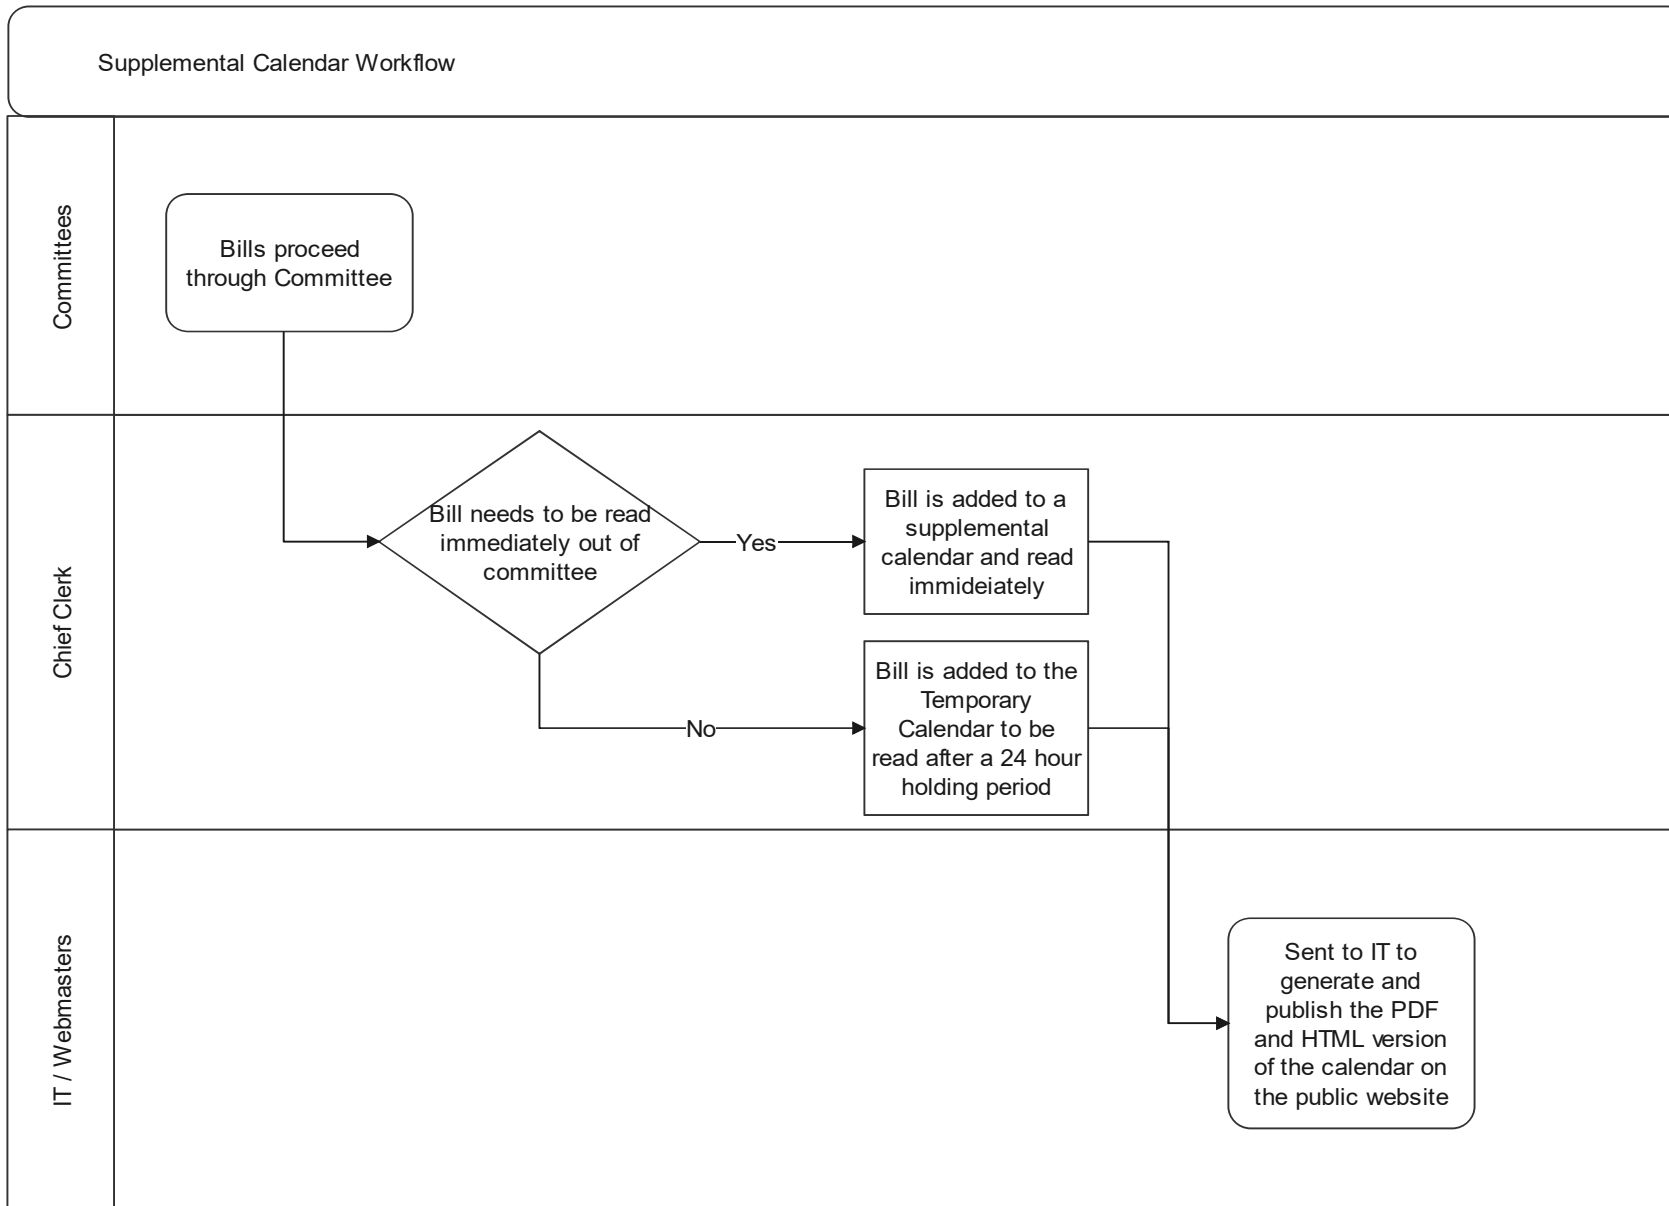 Supplemental Calendar Workflow
Committees
Bills proceed
through Committee
Chief Clerk
Bill needs to be read
immediately out of
committee
Yes
Bill is added to a
supplemental
calendar and read
immideiately
No
Bill is added to the
Temporary
Calendar to be
read after a 24 hour
holding period
IT / Webmasters
Sent to IT to
generate and
publish the PDF
and HTML version
of the calendar on
the public website